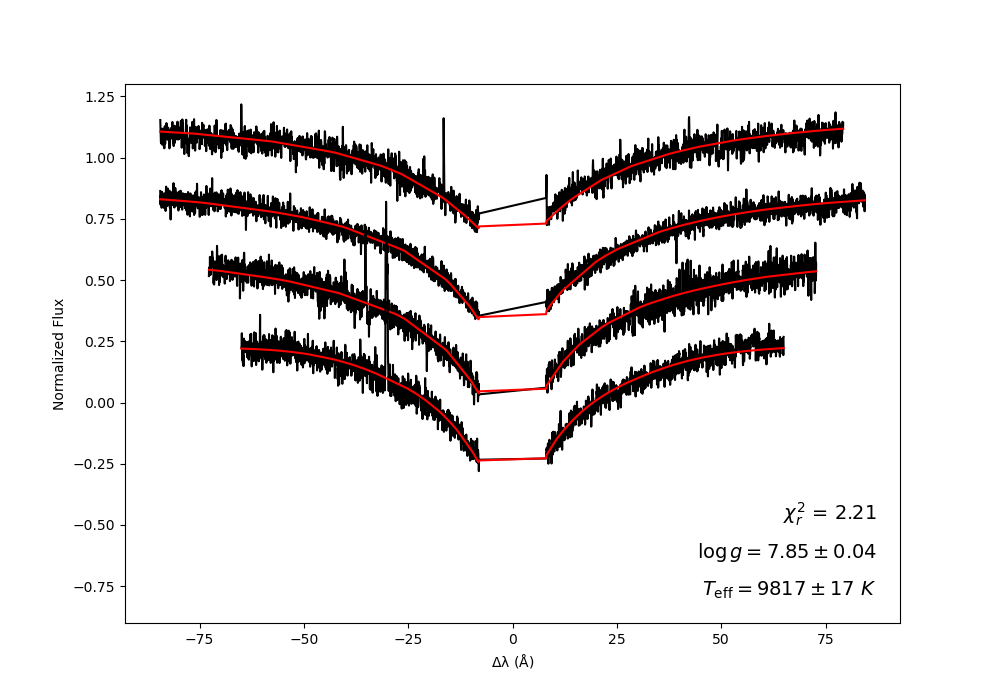 1.25
1.00
0.75
0.50
0.25
0.00
−0.25
−0.50
−0.75
Normalized Flux
χ²ᵣ = 2.21
log g = 7.85 ± 0.04
T_eff = 9817 ± 17 K
−75 −50 −25 0 25 50 75
Δλ (Å)